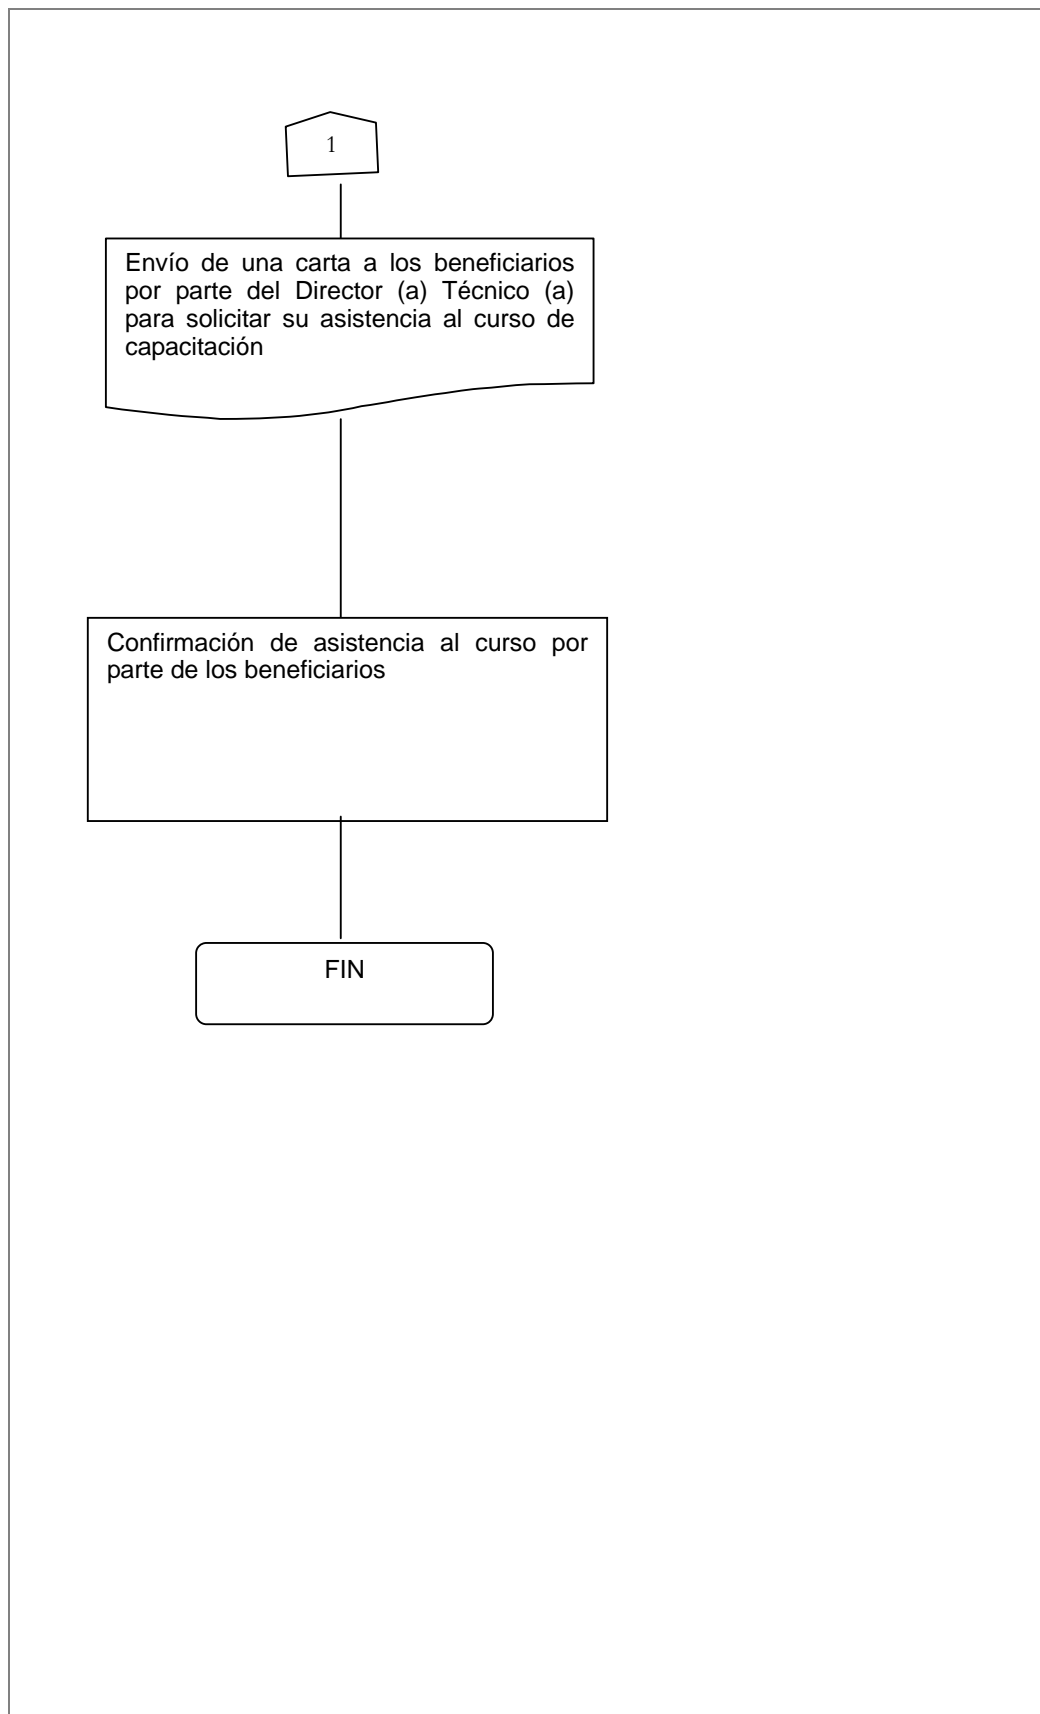 1
Envío de una carta a los beneficiarios
por parte del Director (a) Técnico (a)
para solicitar su asistencia al curso de
capacitación
Confirmación de asistencia al curso por
parte de los beneficiarios
FIN